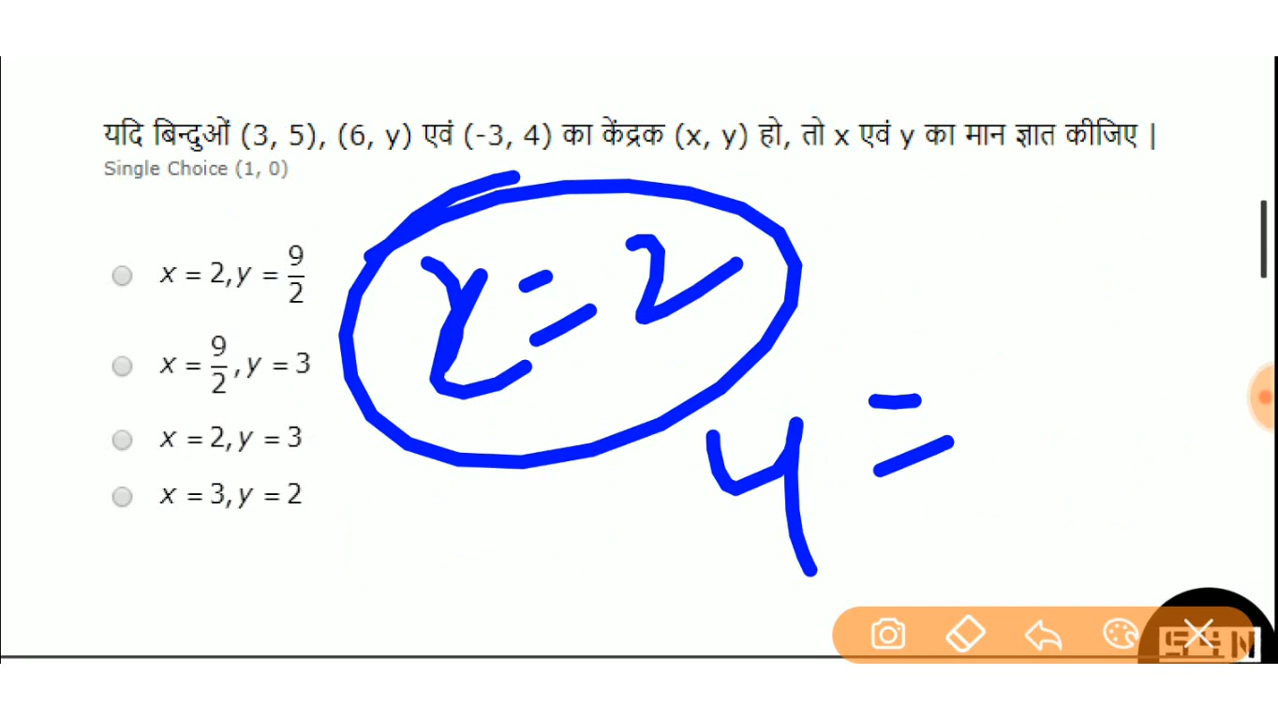 यदि बिन्दुओं (3, 5), (6, y) एवं (-3, 4) का केंद्रक (x, y) हो, तो x एवं y का मान ज्ञात कीजिए |
Single Choice (1, 0)
x = 2, y = 9/2
x = 9/2, y = 3
x = 2, y = 3
x = 3, y = 2
x = 2
y =